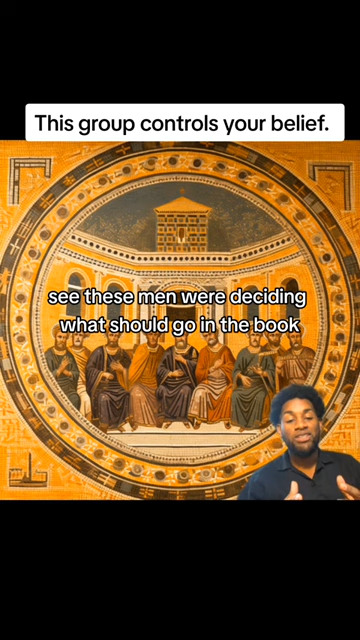 This group controls your belief.
see these men were deciding
what should go in the book